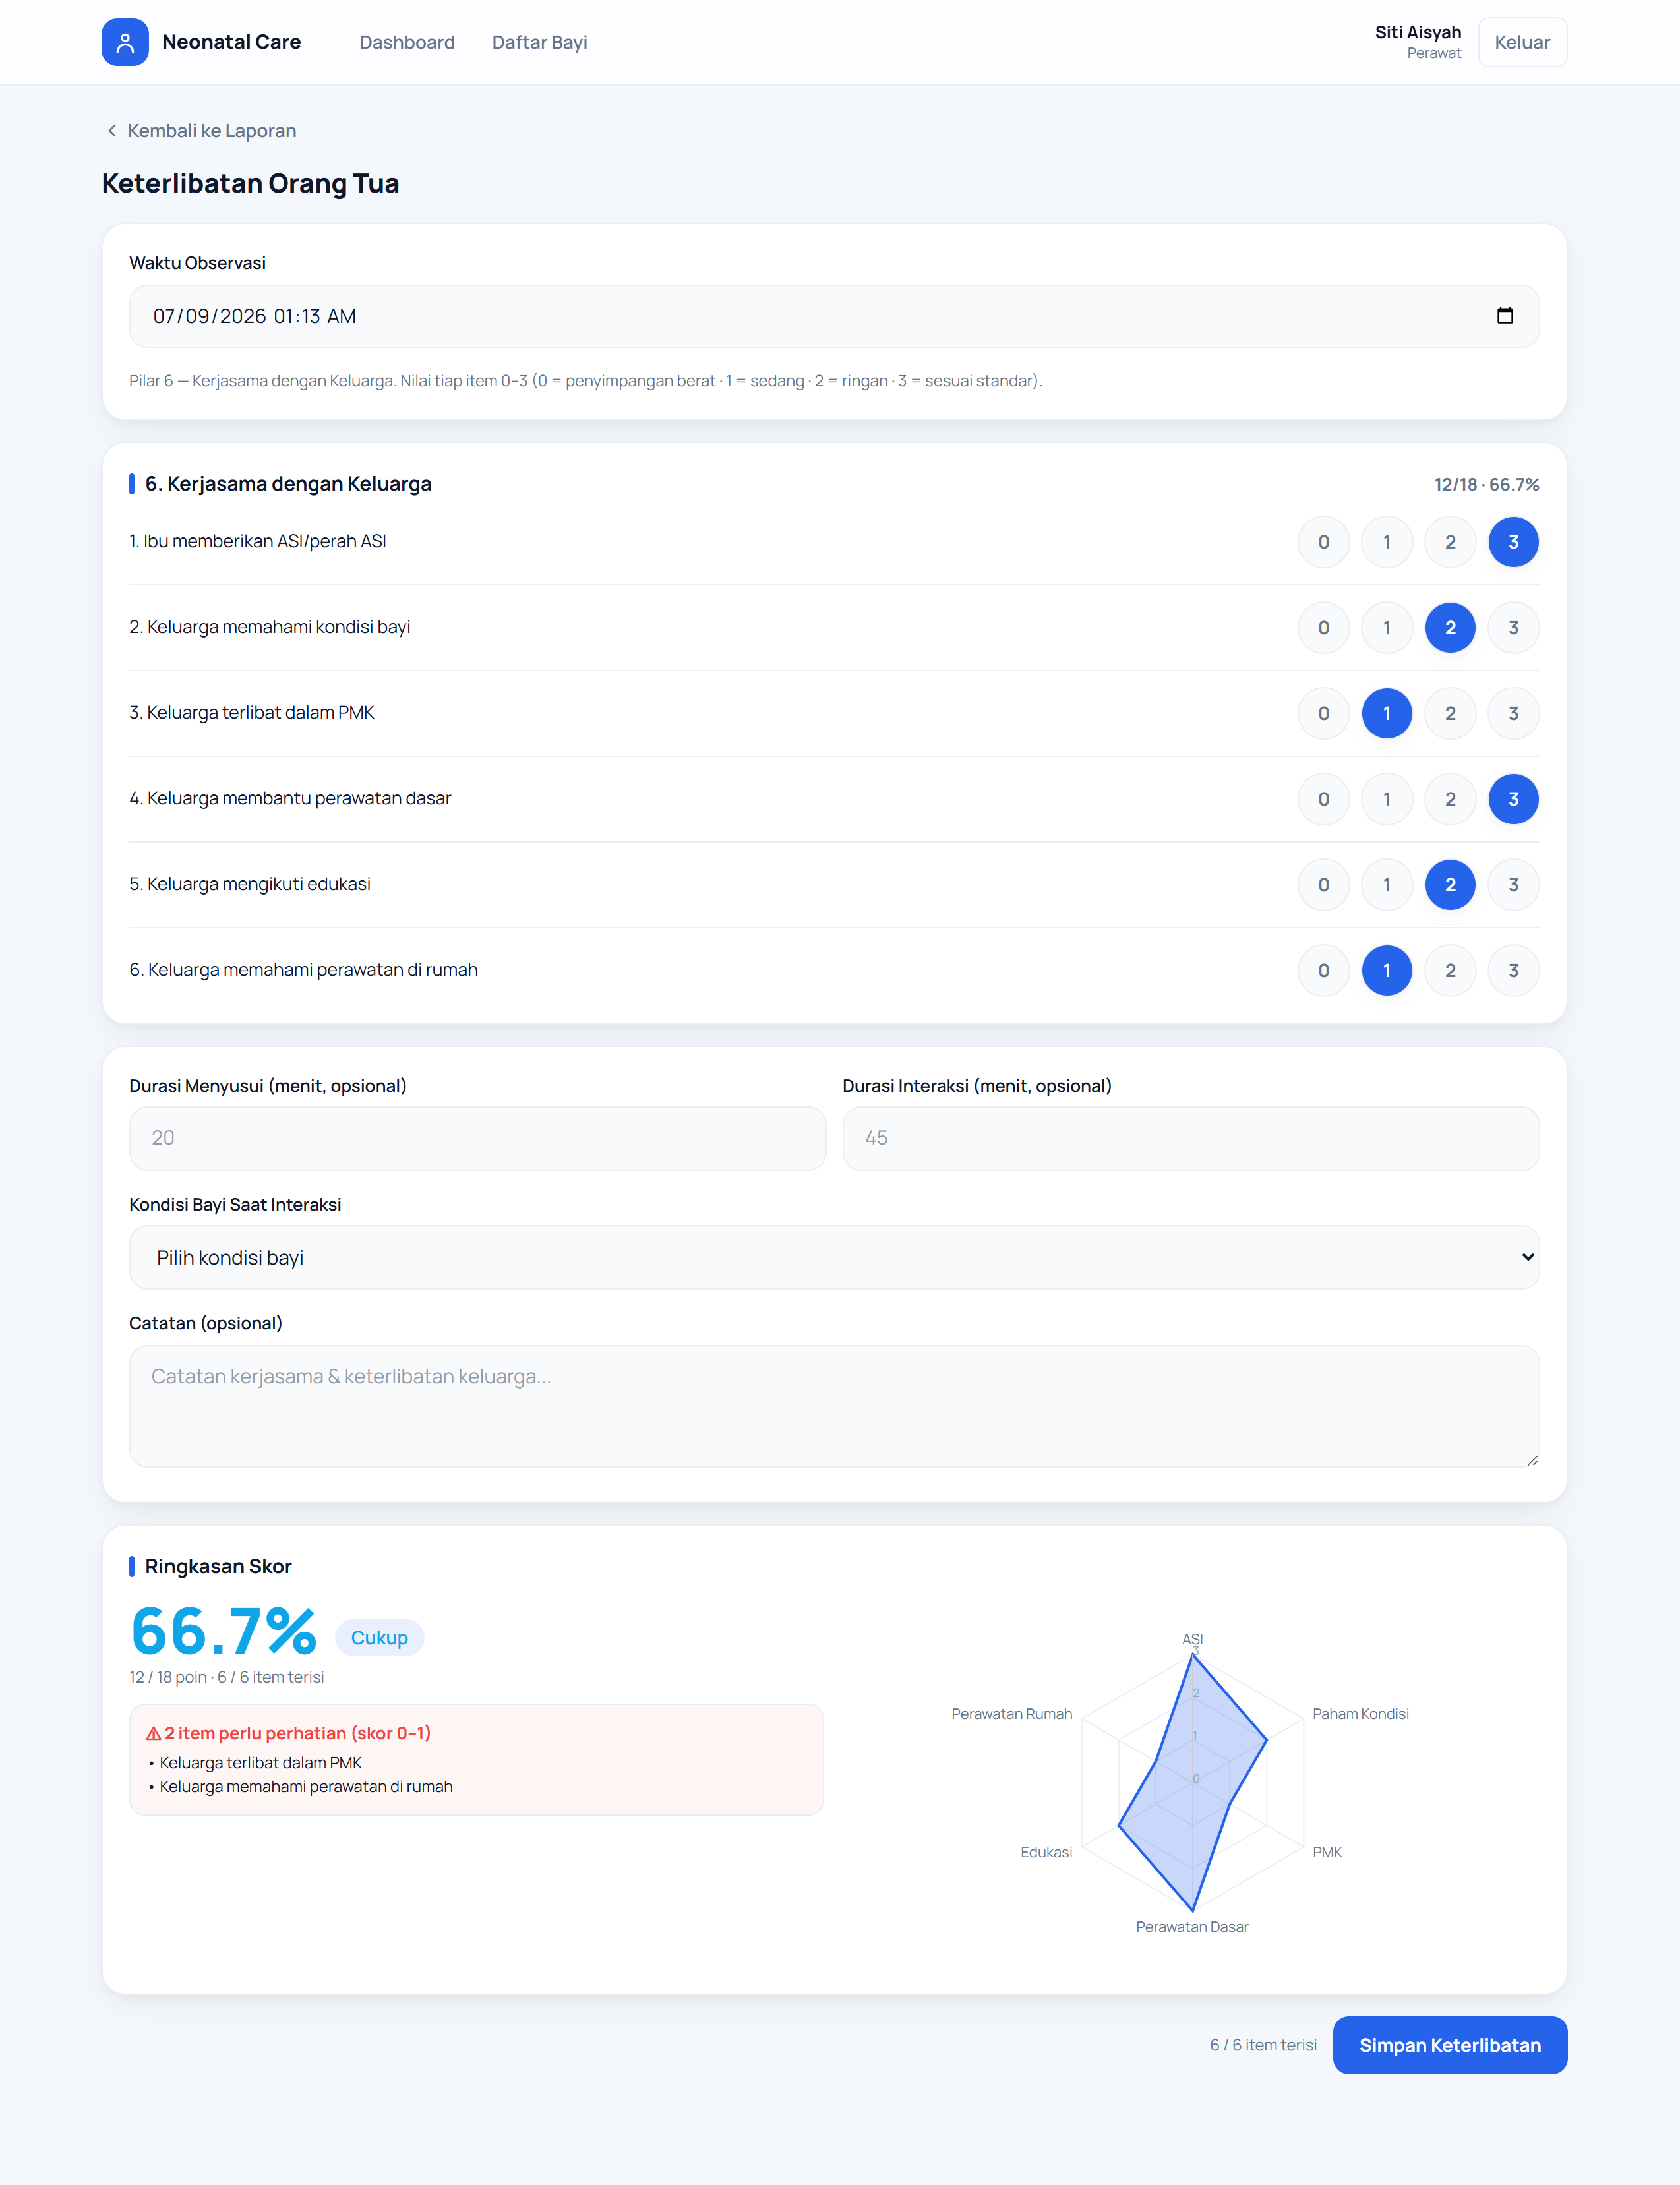 Neonatal Care
Dashboard
Daftar Bayi
Siti Aisyah
Perawat
Keluar
Kembali ke Laporan
Keterlibatan Orang Tua
Waktu Observasi
07/09/2026 01:13 AM
Pilar 6 — Kerjasama dengan Keluarga. Nilai tiap item 0–3 (0 = penyimpangan berat · 1 = sedang · 2 = ringan · 3 = sesuai standar).
6. Kerjasama dengan Keluarga
12/18 · 66.7%
1. Ibu memberikan ASI/perah ASI
0 1 2 3
2. Keluarga memahami kondisi bayi
0 1 2 3
3. Keluarga terlibat dalam PMK
0 1 2 3
4. Keluarga membantu perawatan dasar
0 1 2 3
5. Keluarga mengikuti edukasi
0 1 2 3
6. Keluarga memahami perawatan di rumah
0 1 2 3
Durasi Menyusui (menit, opsional)
20
Durasi Interaksi (menit, opsional)
45
Kondisi Bayi Saat Interaksi
Pilih kondisi bayi
Catatan (opsional)
Catatan kerjasama & keterlibatan keluarga...
Ringkasan Skor
66.7%
Cukup
12 / 18 poin · 6 / 6 item terisi
⚠ 2 item perlu perhatian (skor 0–1)
• Keluarga terlibat dalam PMK
• Keluarga memahami perawatan di rumah
ASI
3
2
1
0
Perawatan Rumah
Paham Kondisi
Edukasi
PMK
Perawatan Dasar
6 / 6 item terisi
Simpan Keterlibatan